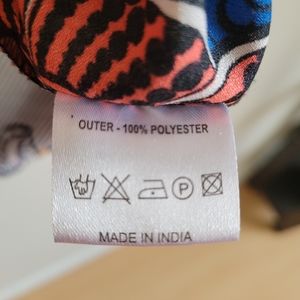 OUTER - 100% POLYESTER
P
MADE IN INDIA